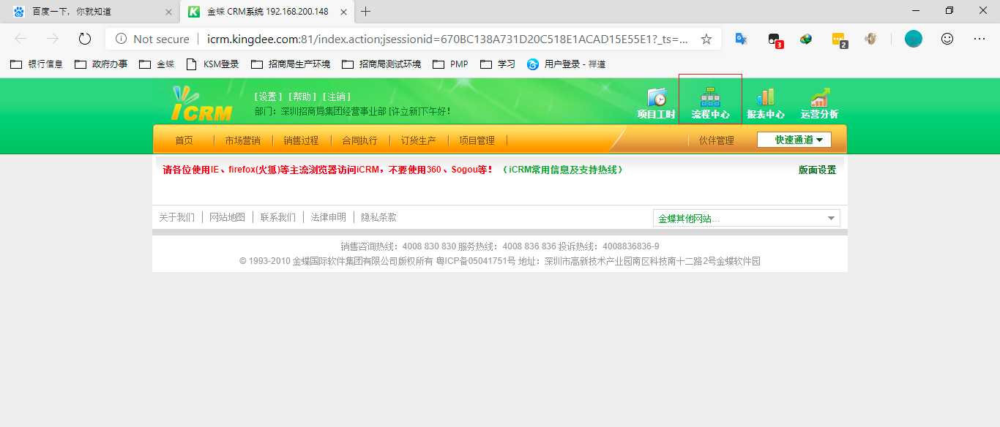 百度一下，你就知道
金蝶 CRM系统 192.168.200.148
Not secure icrm.kingdee.com:81/index.action;jsessionid=670BC138A731D20C518E1ACAD15E55E1?_ts=... 3 2
银行信息 政府办事 金蝶 KSM登录 招商局生产环境 招商局测试环境 PMP 学习 用户登录 - 禅道
iCRM
[设置] [帮助] [注销]
部门：深圳招商局集团经营事业部 [许立新]下午好！
项目工时 流程中心 报表中心 运营分析
首页 市场营销 销售过程 合同执行 订货生产 项目管理 伙伴管理 快速通道
请各位使用IE、firefox(火狐)等主流浏览器访问iCRM，不要使用360、Sogou等！ （iCRM常用信息及支持热线） 版面设置
关于我们 网站地图 联系我们 法律申明 隐私条款 金蝶其他网站...
销售咨询热线：4008 830 830 服务热线：4008 836 836 投诉热线：4008836836-9
© 1993-2010 金蝶国际软件集团有限公司版权所有 粤ICP备05041751号 地址：深圳市高新技术产业园南区科技南十二路2号金蝶软件园